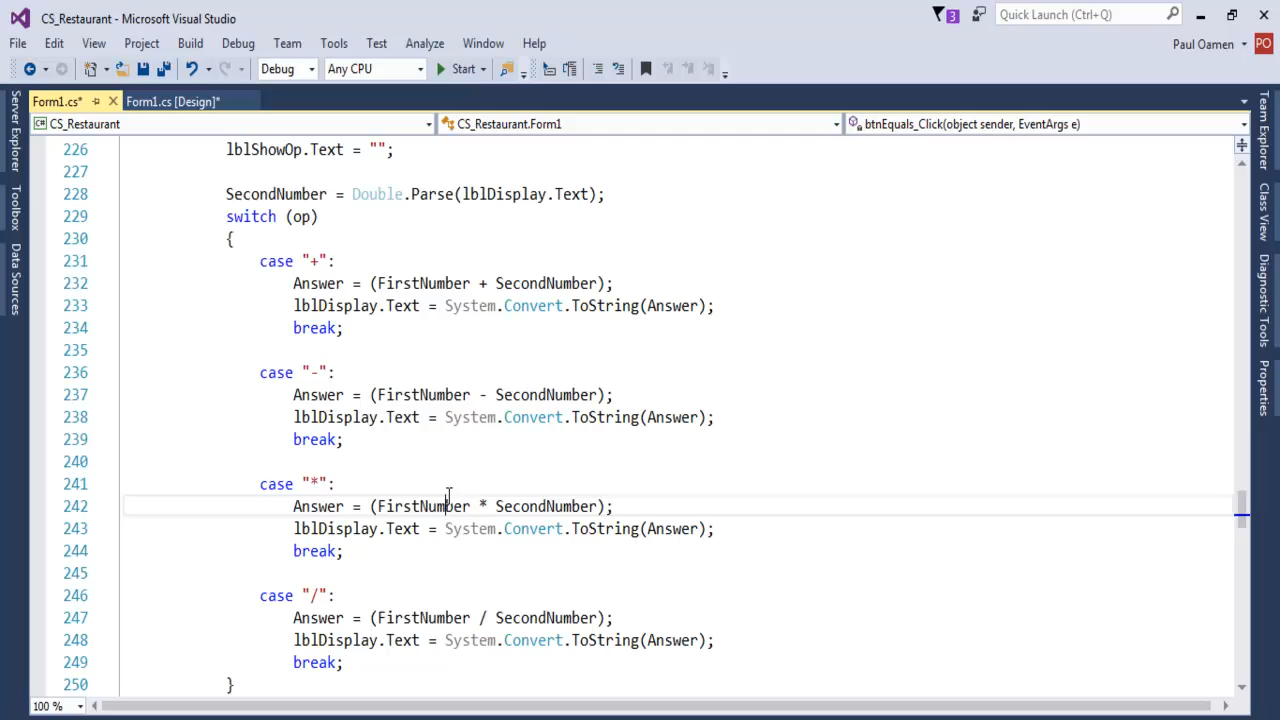 CS_Restaurant - Microsoft Visual Studio
3
Quick Launch (Ctrl+Q)
File Edit View Project Build Debug Team Tools Test Analyze Window Help
Paul Oamen
PO
Debug
Any CPU
Start
Form1.cs*
Form1.cs [Design]*
CS_Restaurant
CS_Restaurant.Form1
btnEquals_Click(object sender, EventArgs e)
Server Explorer
Toolbox
Data Sources
226 lblShowOp.Text = "";
227
228 SecondNumber = Double.Parse(lblDisplay.Text);
229 switch (op)
230 {
231 case "+":
232 Answer = (FirstNumber + SecondNumber);
233 lblDisplay.Text = System.Convert.ToString(Answer);
234 break;
235
236 case "-":
237 Answer = (FirstNumber - SecondNumber);
238 lblDisplay.Text = System.Convert.ToString(Answer);
239 break;
240
241 case "*":
242 Answer = (FirstNumber * SecondNumber);
243 lblDisplay.Text = System.Convert.ToString(Answer);
244 break;
245
246 case "/":
247 Answer = (FirstNumber / SecondNumber);
248 lblDisplay.Text = System.Convert.ToString(Answer);
249 break;
250 }
Team Explorer
Class View
Diagnostic Tools
Properties
100 %